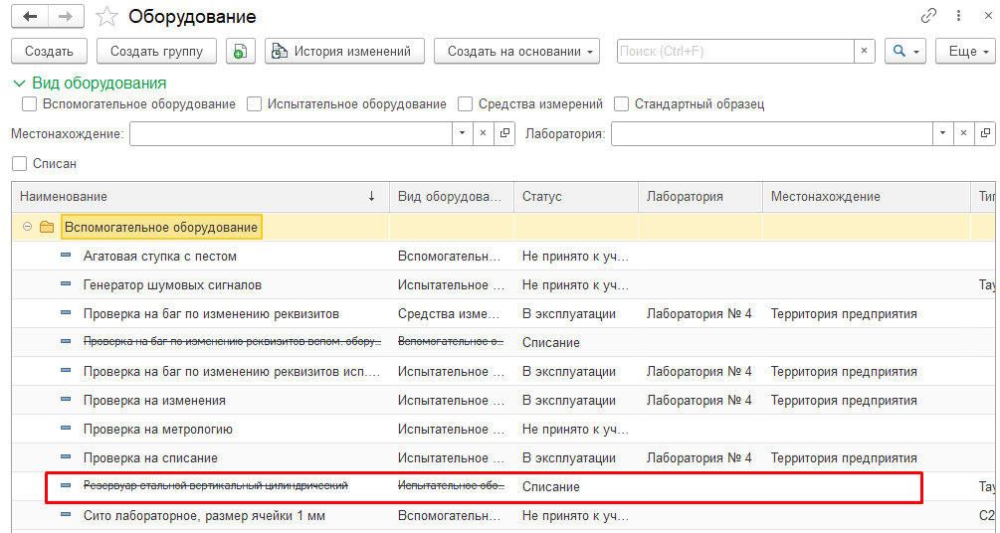 Оборудование
Создать Создать группу История изменений Создать на основании Поиск (Ctrl+F) × Еще
Вид оборудования
Вспомогательное оборудование Испытательное оборудование Средства измерений Стандартный образец
Местонахождение: × Лаборатория: ×
Списан
Наименование ↓ Вид оборудова... Статус Лаборатория Местонахождение Тип
Вспомогательное оборудование
Агатовая ступка с пестом Вспомогательн... Не принято к уч...
Генератор шумовых сигналов Испытательное ... Не принято к уч... Тау
Проверка на баг по изменению реквизитов Средства изме... В эксплуатации Лаборатория № 4 Территория предприятия
Проверка на баг по изменению реквизитов вспом. обору... Вспомогательное о... Списание
Проверка на баг по изменению реквизитов исп.... Испытательное ... В эксплуатации Лаборатория № 4 Территория предприятия
Проверка на изменения Испытательное ... В эксплуатации Лаборатория № 4 Территория предприятия
Проверка на метрологию Испытательное ... Не принято к уч...
Проверка на списание Испытательное ... В эксплуатации Лаборатория № 4 Территория предприятия
Резервуар стальной вертикальный цилиндрический Испытательное обо... Списание Тау
Сито лабораторное, размер ячейки 1 мм Вспомогательн... Не принято к уч... С2